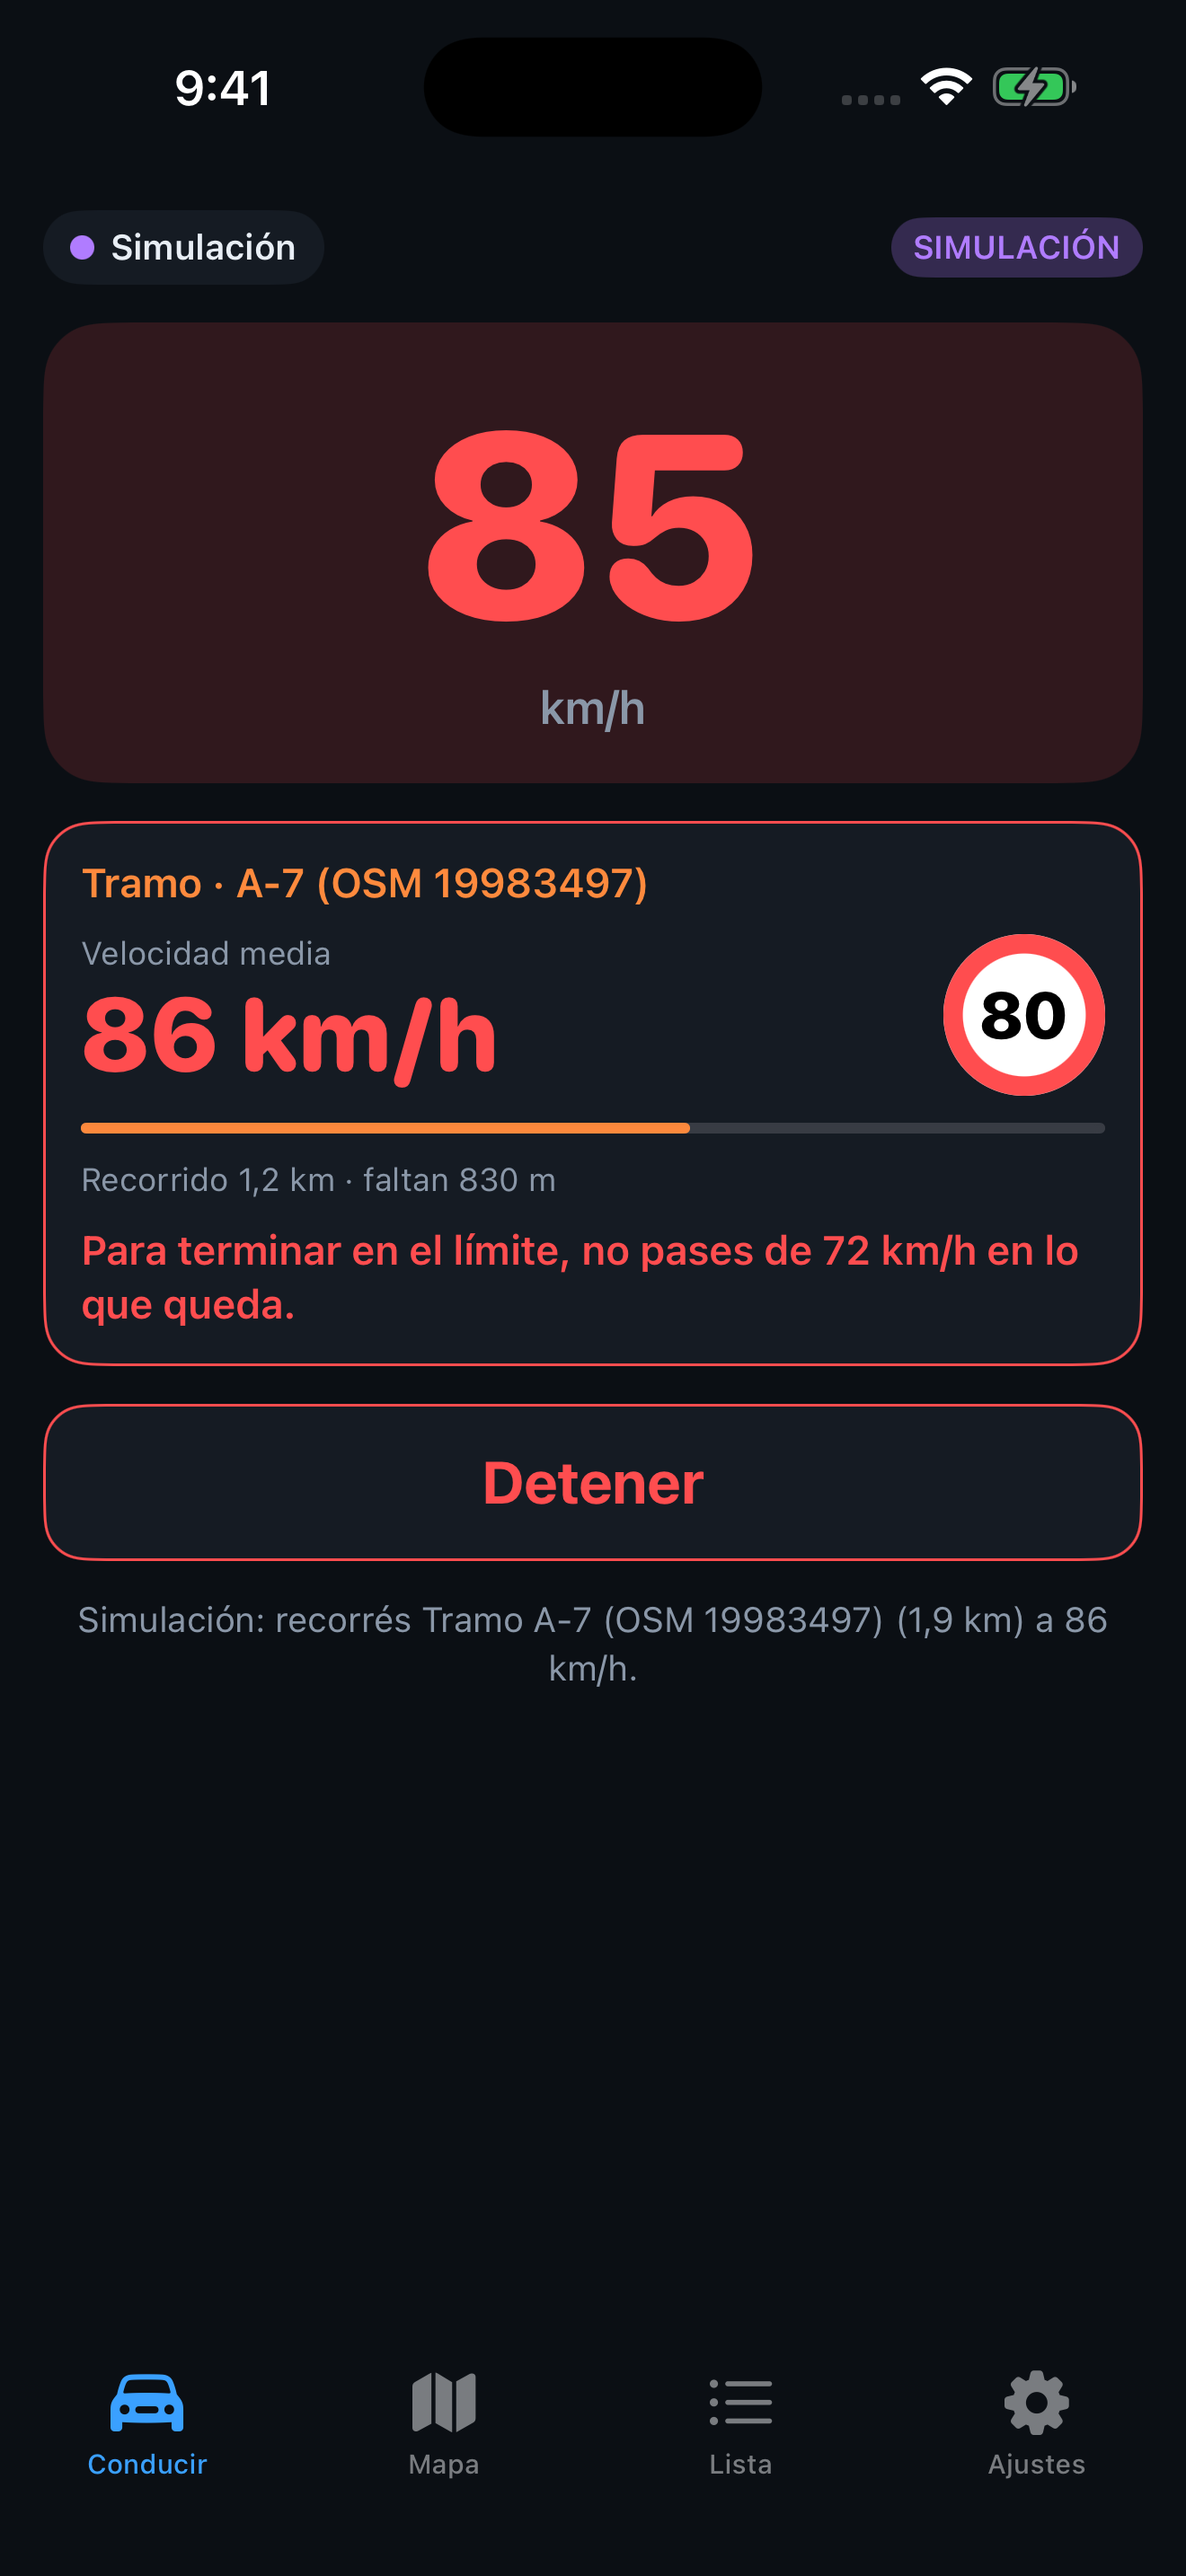 9:41
Simulación
SIMULACIÓN
85
km/h
Tramo · A-7 (OSM 19983497)
Velocidad media
86 km/h
80
Recorrido 1,2 km · faltan 830 m
Para terminar en el límite, no pases de 72 km/h en lo
que queda.
Detener
Simulación: recorrés Tramo A-7 (OSM 19983497) (1,9 km) a 86
km/h.
Conducir
Mapa
Lista
Ajustes